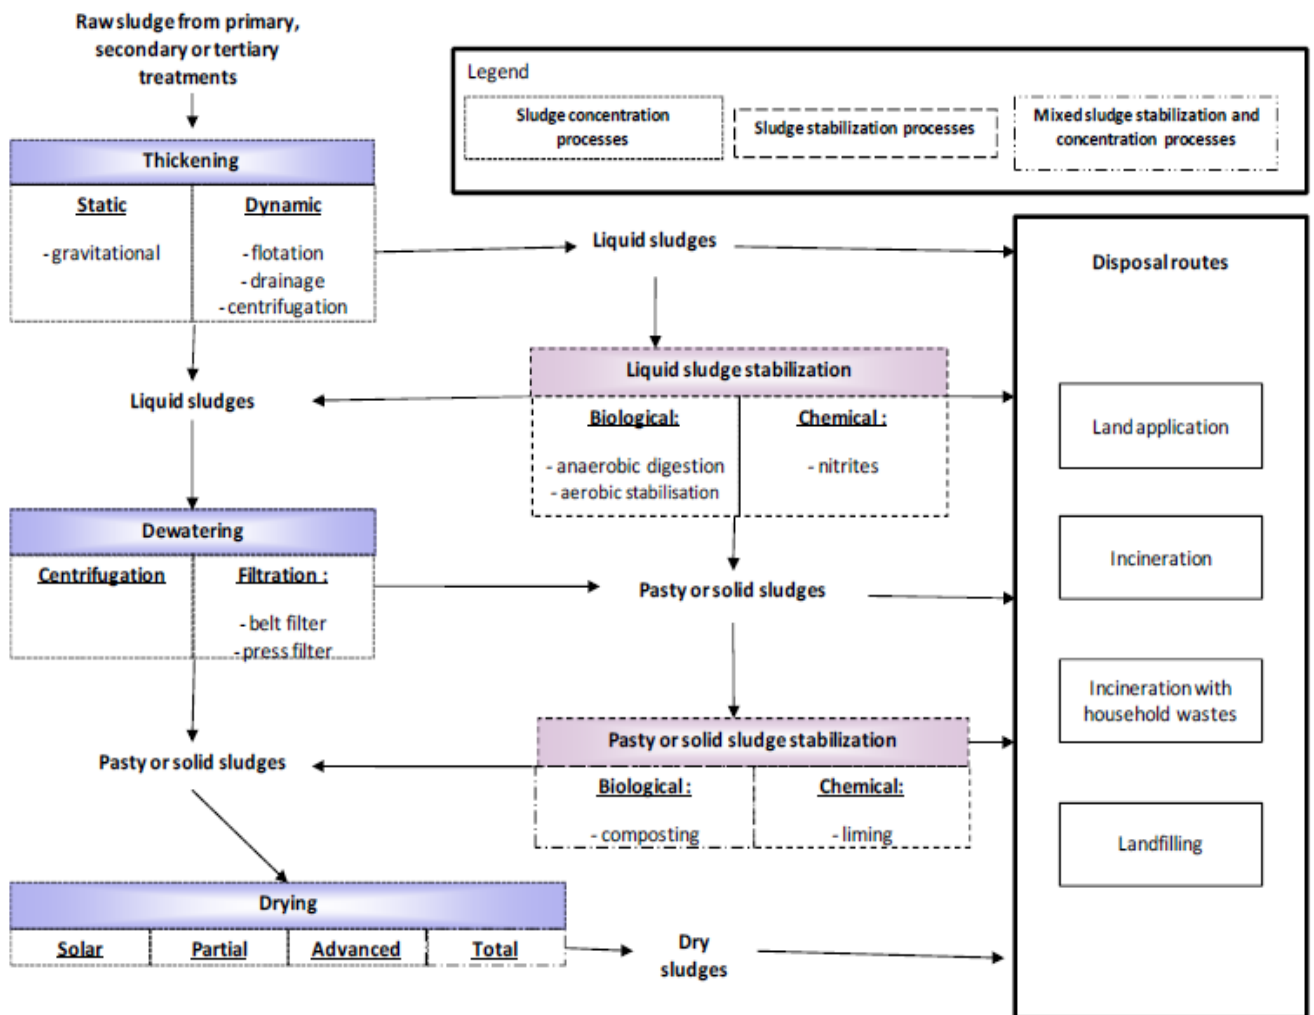 Raw sludge from primary,
secondary or tertiary
treatments
Legend
Sludge concentration
processes
Sludge stabilization processes
Mixed sludge stabilization and
concentration processes
Thickening
Static
- gravitational
Dynamic
- flotation
- drainage
- centrifugation
Liquid sludges
Disposal routes
Liquid sludge stabilization
Biological:
- anaerobic digestion
- aerobic stabilisation
Chemical :
- nitrites
Liquid sludges
Land application
Dewatering
Centrifugation
Filtration :
- belt filter
- press filter
Pasty or solid sludges
Incineration
Incineration with
household wastes
Pasty or solid sludge stabilization
Biological :
- composting
Chemical:
- liming
Pasty or solid sludges
Landfilling
Drying
Solar
Partial
Advanced
Total
Dry
sludges